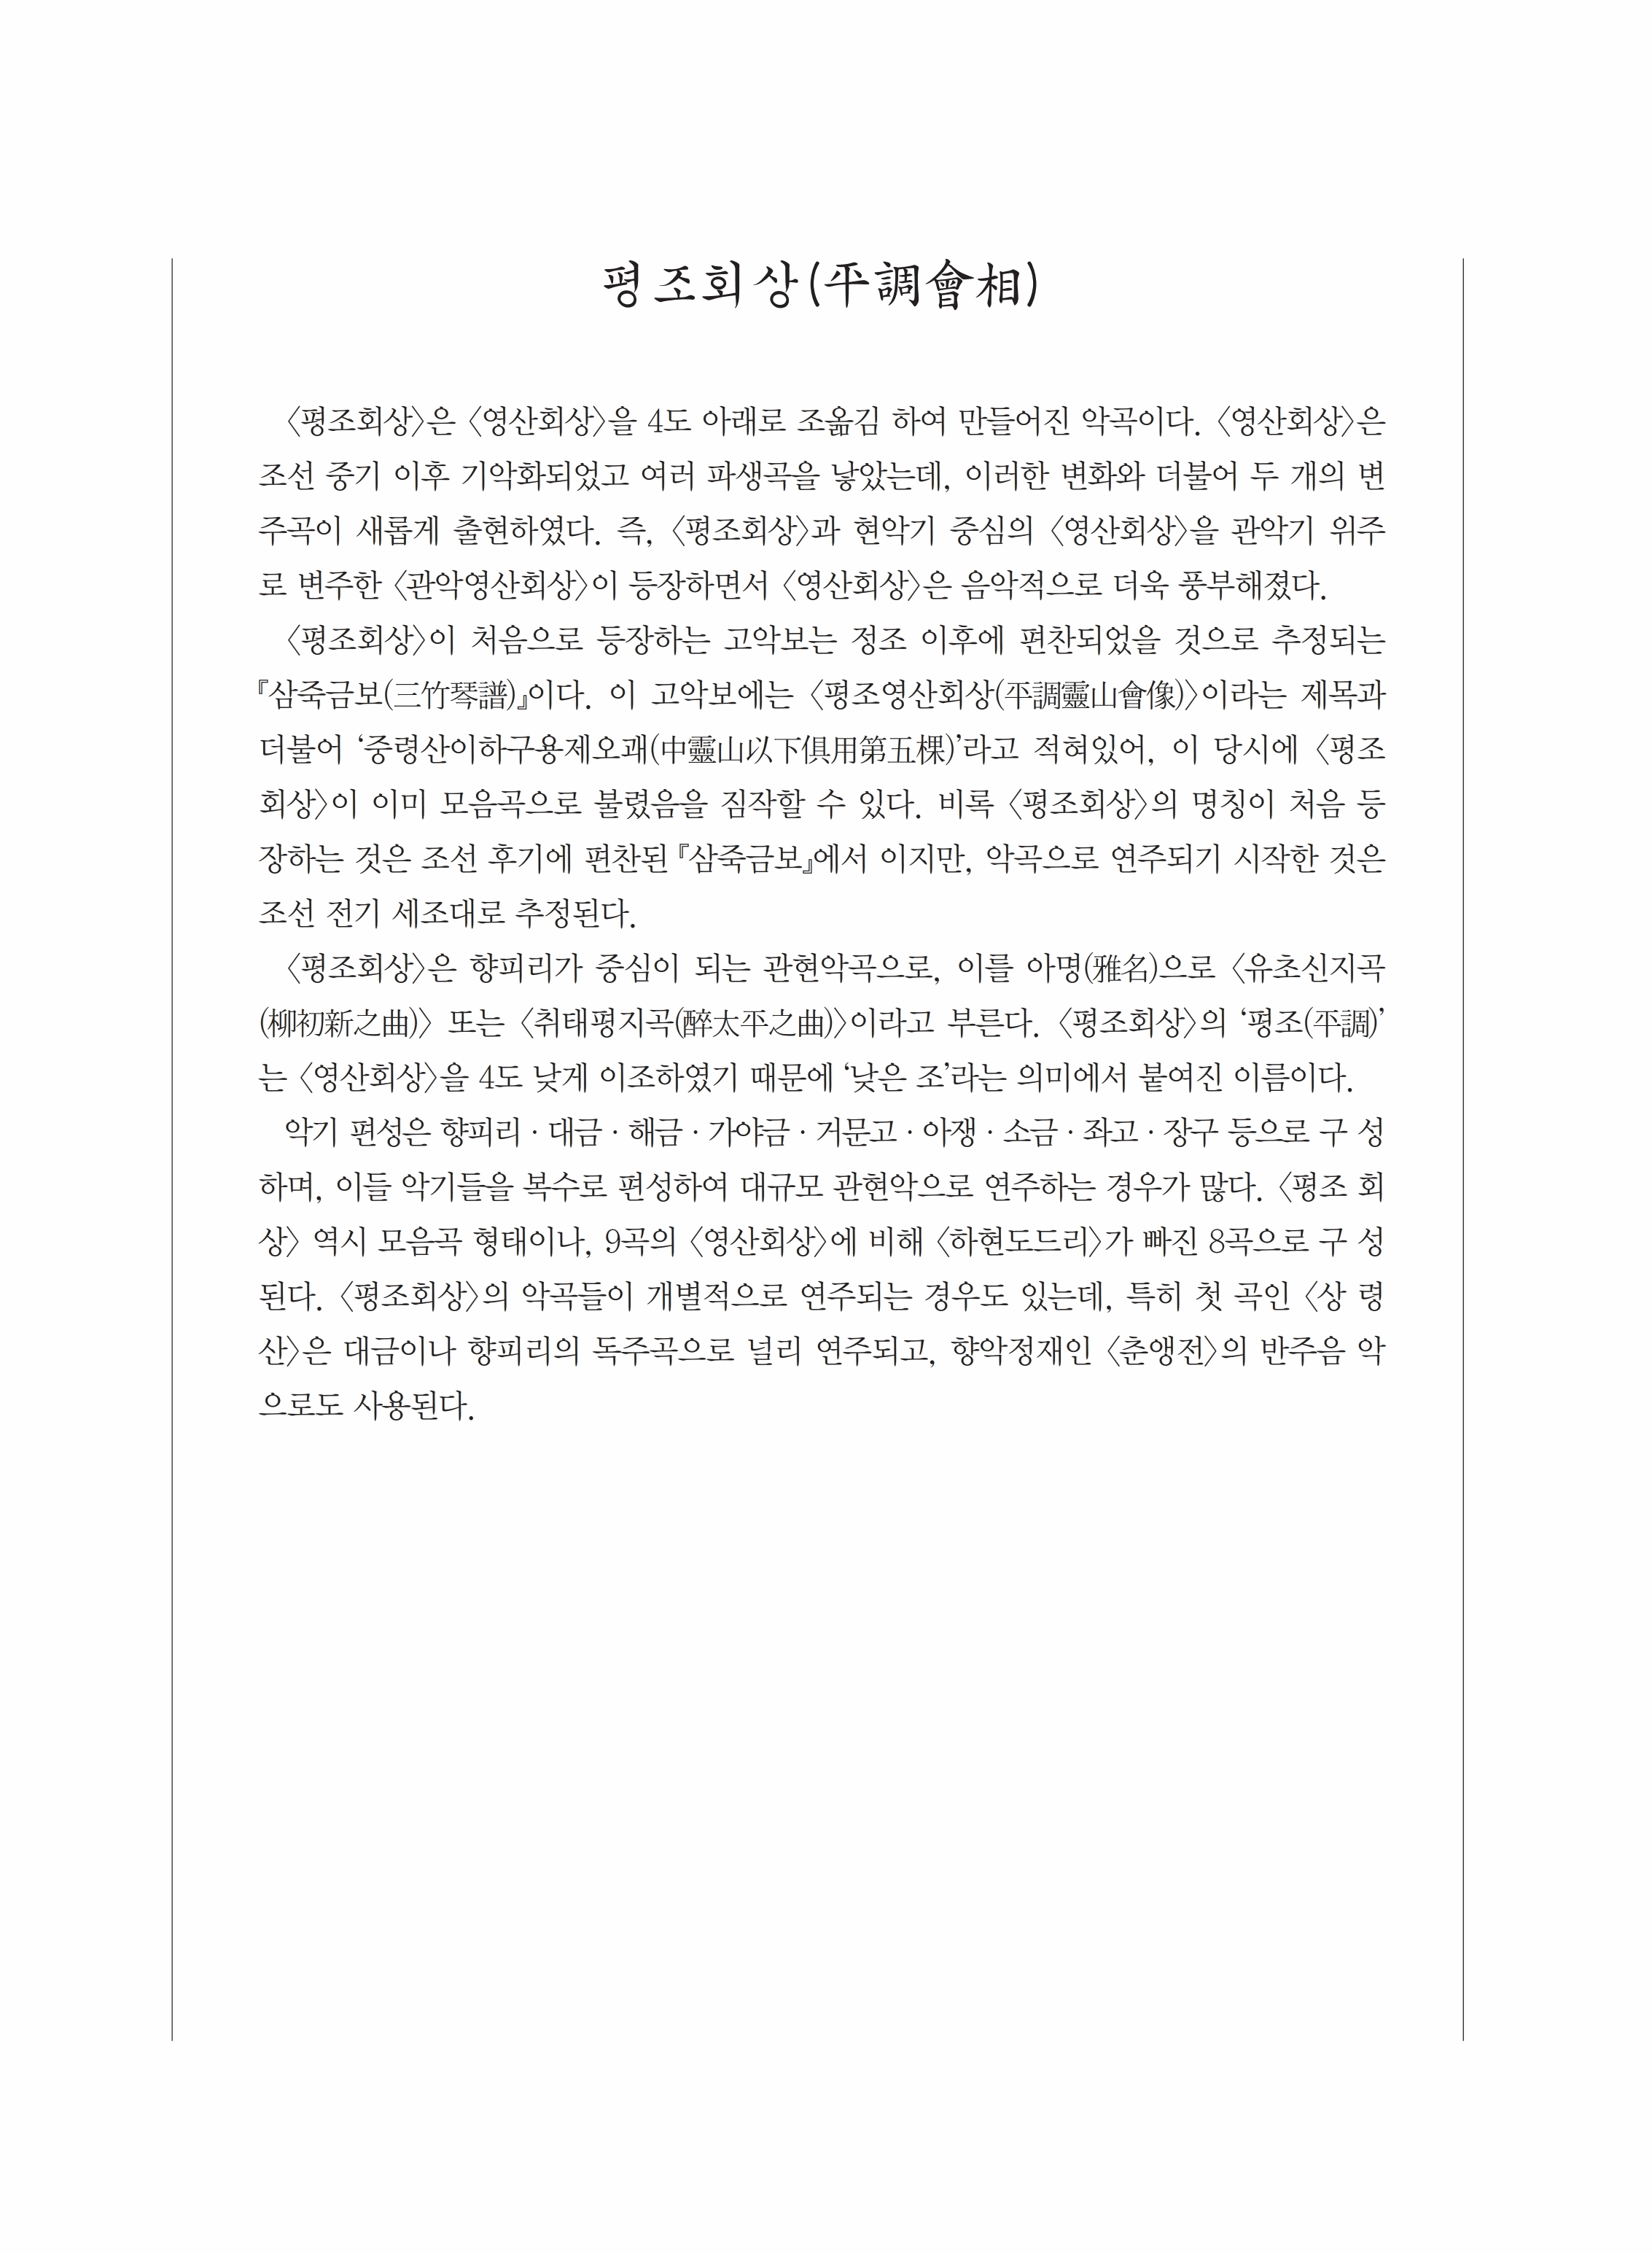 평조회상(平調會相)
〈평조회상〉은 〈영산회상〉을 4도 아래로 조옮김 하여 만들어진 악곡이다. 〈영산회상〉은
조선 중기 이후 기악화되었고 여러 파생곡을 낳았는데, 이러한 변화와 더불어 두 개의 변
주곡이 새롭게 출현하였다. 즉, 〈평조회상〉과 현악기 중심의 〈영산회상〉을 관악기 위주
로 변주한 〈관악영산회상〉이 등장하면서 〈영산회상〉은 음악적으로 더욱 풍부해졌다.
〈평조회상〉이 처음으로 등장하는 고악보는 정조 이후에 편찬되었을 것으로 추정되는
『삼죽금보(三竹琴譜)』이다. 이 고악보에는 〈평조영산회상(平調靈山會像)〉이라는 제목과
더불어 ‘중령산이하구용제오괘(中靈山以下俱用第五棵)’라고 적혀있어, 이 당시에 〈평조
회상〉이 이미 모음곡으로 불렸음을 짐작할 수 있다. 비록 〈평조회상〉의 명칭이 처음 등
장하는 것은 조선 후기에 편찬된 『삼죽금보』에서 이지만, 악곡으로 연주되기 시작한 것은
조선 전기 세조대로 추정된다.
〈평조회상〉은 향피리가 중심이 되는 관현악곡으로, 이를 아명(雅名)으로 〈유초신지곡
(柳初新之曲)〉 또는 〈취태평지곡(醉太平之曲)〉이라고 부른다. 〈평조회상〉의 ‘평조(平調)’
는 〈영산회상〉을 4도 낮게 이조하였기 때문에 ‘낮은 조’라는 의미에서 붙여진 이름이다.
악기 편성은 향피리 · 대금 · 해금 · 가야금 · 거문고 · 아쟁 · 소금 · 좌고 · 장구 등으로 구 성
하며, 이들 악기들을 복수로 편성하여 대규모 관현악으로 연주하는 경우가 많다. 〈평조 회
상〉 역시 모음곡 형태이나, 9곡의 〈영산회상〉에 비해 〈하현도드리〉가 빠진 8곡으로 구 성
된다. 〈평조회상〉의 악곡들이 개별적으로 연주되는 경우도 있는데, 특히 첫 곡인 〈상 령
산〉은 대금이나 향피리의 독주곡으로 널리 연주되고, 향악정재인 〈춘앵전〉의 반주음 악
으로도 사용된다.